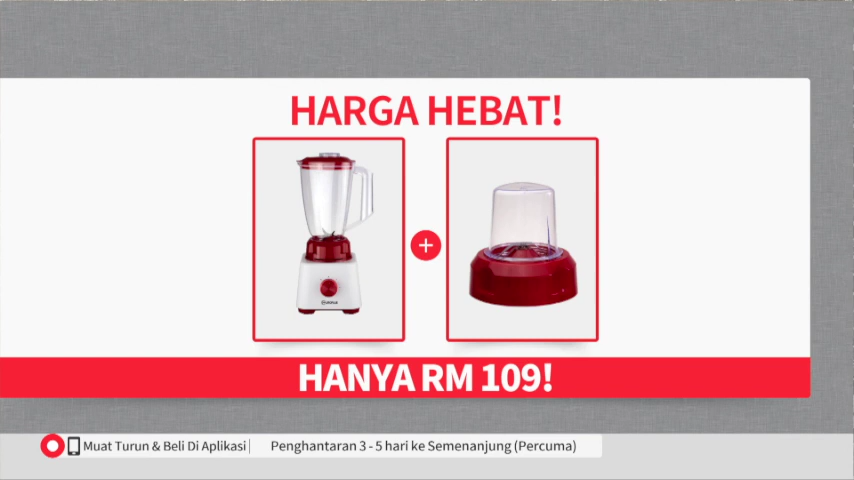 HARGA HEBAT!
HANYA RM 109!
Muat Turun & Beli Di Aplikasi
Penghantaran 3 - 5 hari ke Semenanjung (Percuma)